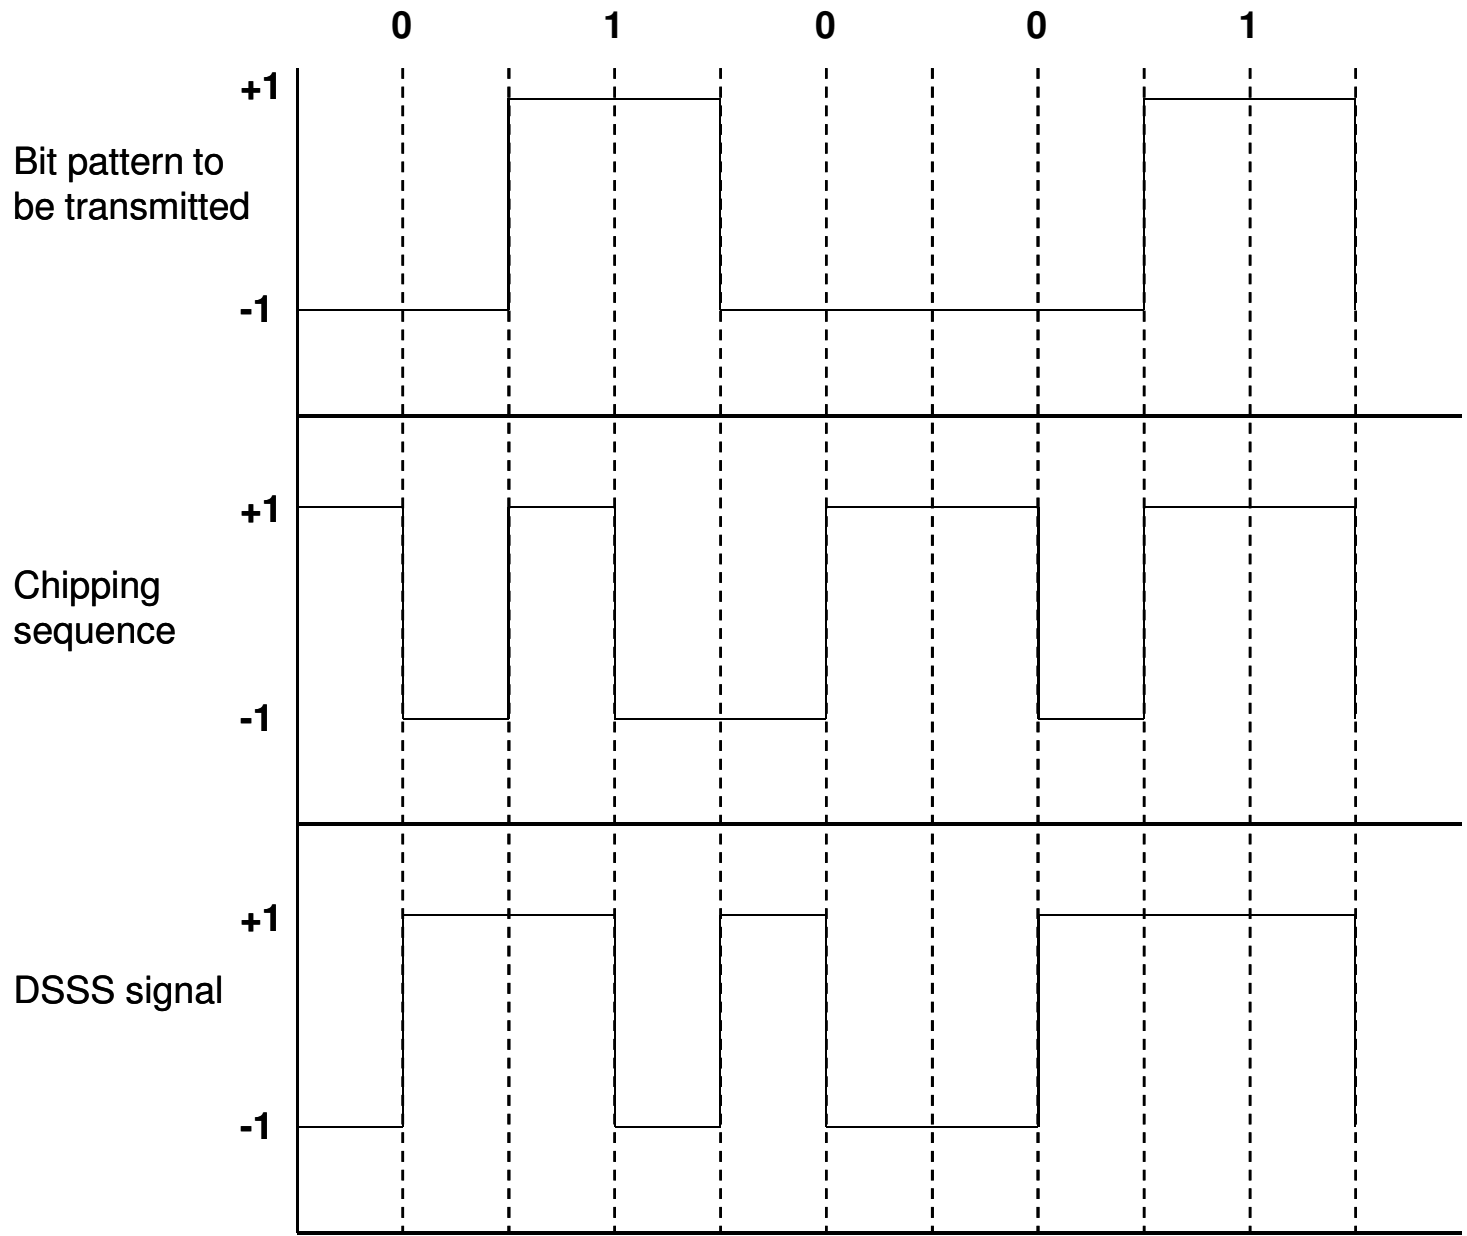 0 1 0 0 1
+1
Bit pattern to
be transmitted
-1
+1
Chipping
sequence
-1
+1
DSSS signal
-1